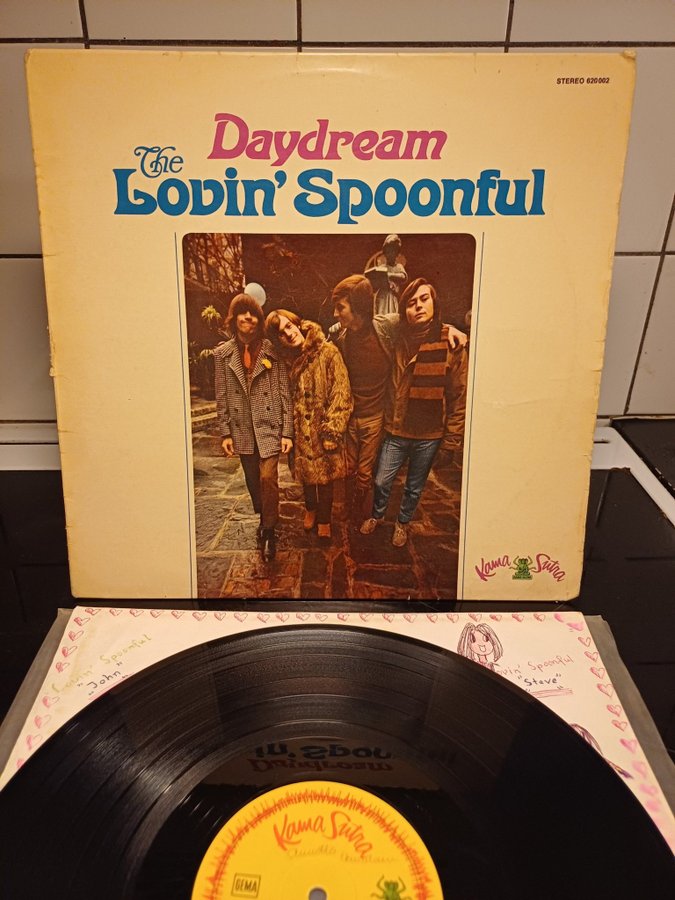 STEREO 620 002
Daydream
The
Lovin' Spoonful
Kama Sutra
Lovin' Spoonful
"John"
Lovin' Spoonful
"Steve"
Kama Sutra
GEMA